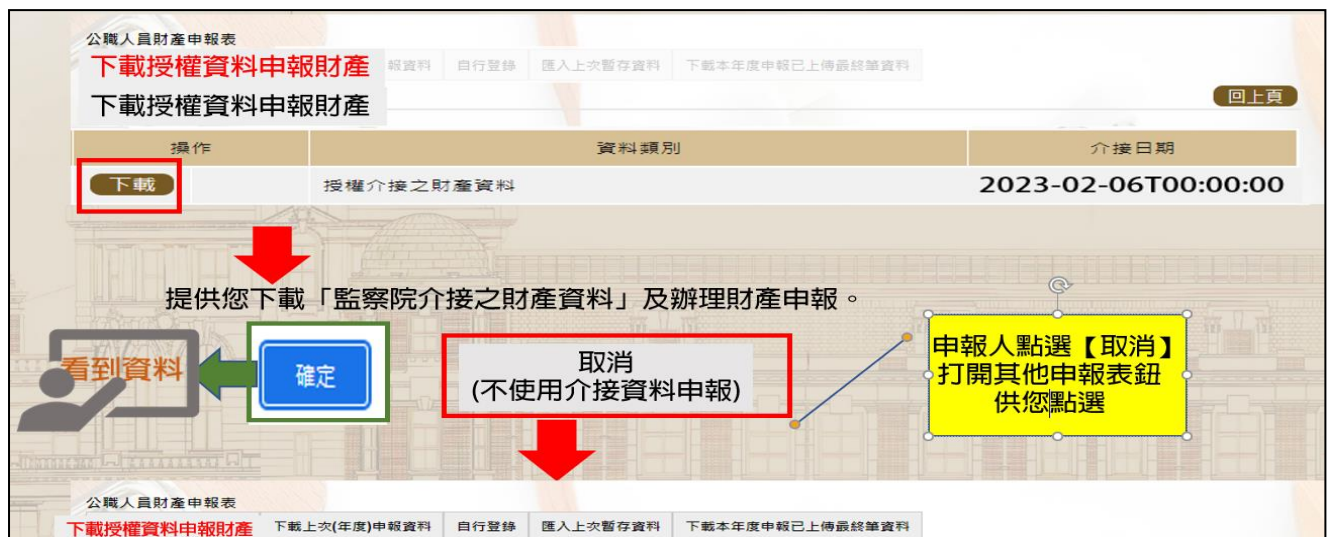 公職人員財產申報表
下載授權資料申報財產 報資料 自行登錄 匯入上次暫存資料 下載本年度申報已上傳最終筆資料
下載授權資料申報財產
回上頁
操作 資料類別 介接日期
下載 授權介接之財產資料 2023-02-06T00:00:00
提供您下載「監察院介接之財產資料」及辦理財產申報。
看到資料
確定
取消
(不使用介接資料申報)
申報人點選【取消】
打開其他申報表鈕
供您點選
公職人員財產申報表
下載授權資料申報財產 下載上次(年度)申報資料 自行登錄 匯入上次暫存資料 下載本年度申報已上傳最終筆資料